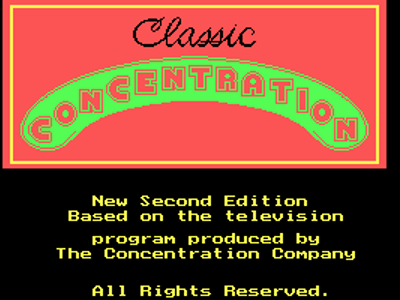 Classic
CONCENTRATION
New Second Edition
Based on the television
program produced by
The Concentration Company
All Rights Reserved.